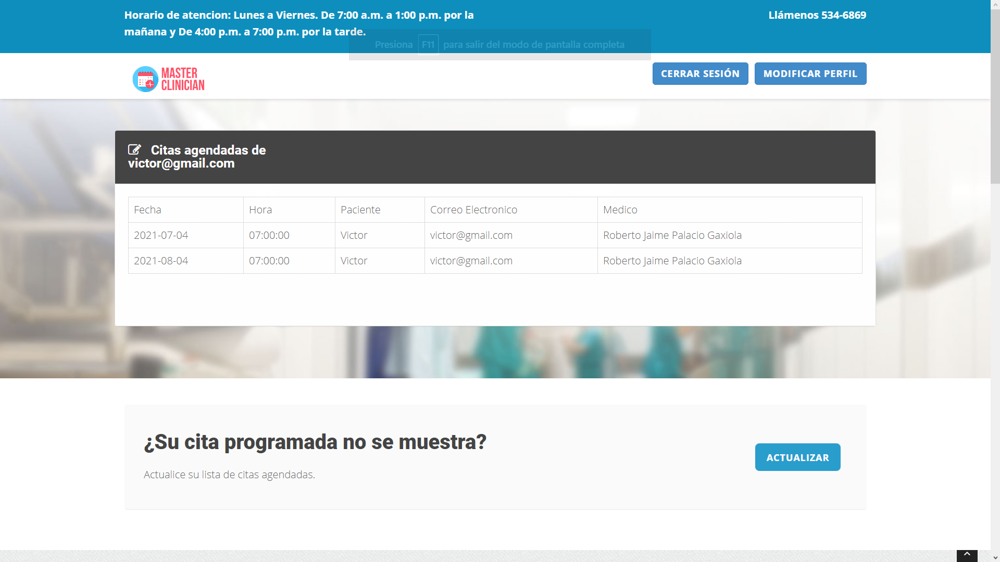 Horario de atencion: Lunes a Viernes. De 7:00 a.m. a 1:00 p.m. por la
mañana y De 4:00 p.m. a 7:00 p.m. por la tarde.
Llámenos 534-6869
Presiona F11 para salir del modo de pantalla completa
MASTER
CLINICIAN
CERRAR SESIÓN
MODIFICAR PERFIL
Citas agendadas de
victor@gmail.com
Fecha Hora Paciente Correo Electronico Medico
2021-07-04 07:00:00 Victor victor@gmail.com Roberto Jaime Palacio Gaxiola
2021-08-04 07:00:00 Victor victor@gmail.com Roberto Jaime Palacio Gaxiola
¿Su cita programada no se muestra?
Actualice su lista de citas agendadas.
ACTUALIZAR